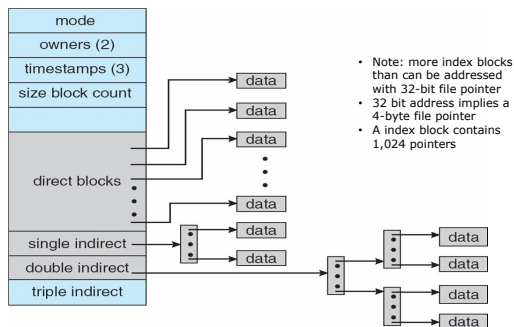 mode
owners (2)
timestamps (3)
size block count
direct blocks
single indirect
double indirect
triple indirect
data
data
data
data
data
data
data
data
data
data
• Note: more index blocks
than can be addressed
with 32-bit file pointer
• 32 bit address implies a
4-byte file pointer
• A index block contains
1,024 pointers